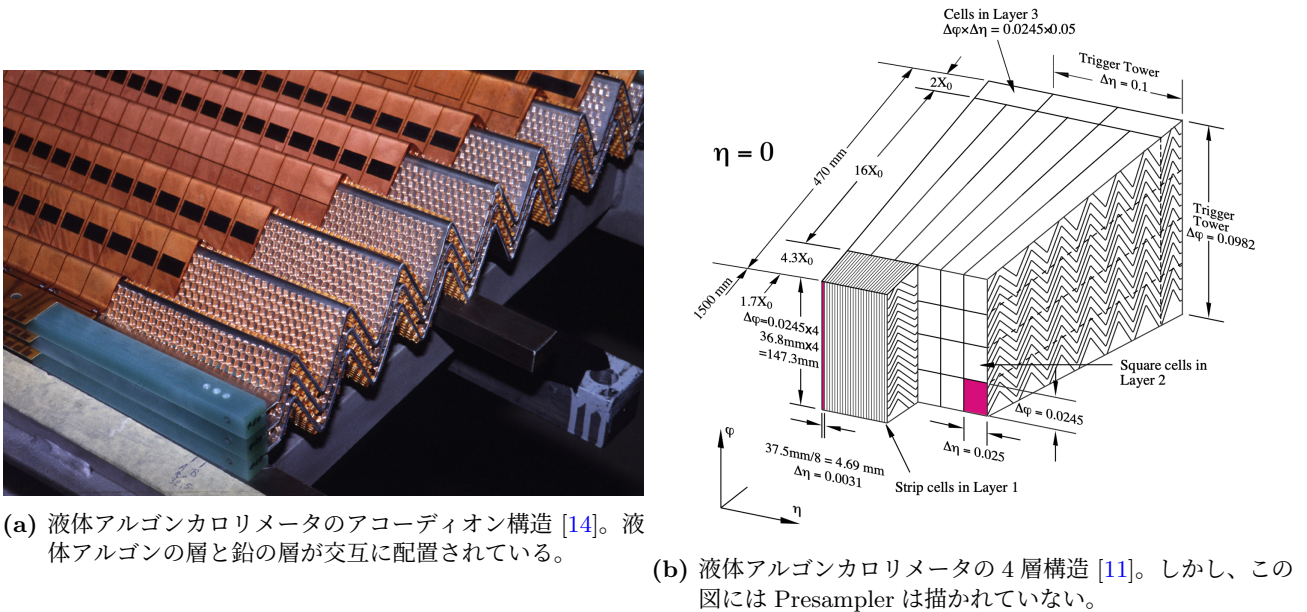 Cells in Layer 3
Δφ×Δη = 0.0245×0.05
Trigger Tower
Δη = 0.1
2X₀
η = 0
470 mm
16X₀
Trigger
Tower
Δφ = 0.0982
4.3X₀
1500 mm
1.7X₀
Δφ=0.0245×4
36.8mm×4
=147.3mm
Square cells in
Layer 2
Δφ = 0.0245
Δη = 0.025
φ
37.5mm/8 = 4.69 mm
Δη = 0.0031
Strip cells in Layer 1
η
(a) 液体アルゴンカロリメータのアコーディオン構造 [14]。液
体アルゴンの層と鉛の層が交互に配置されている。
(b) 液体アルゴンカロリメータの 4 層構造 [11]。しかし、この
図には Presampler は描かれていない。